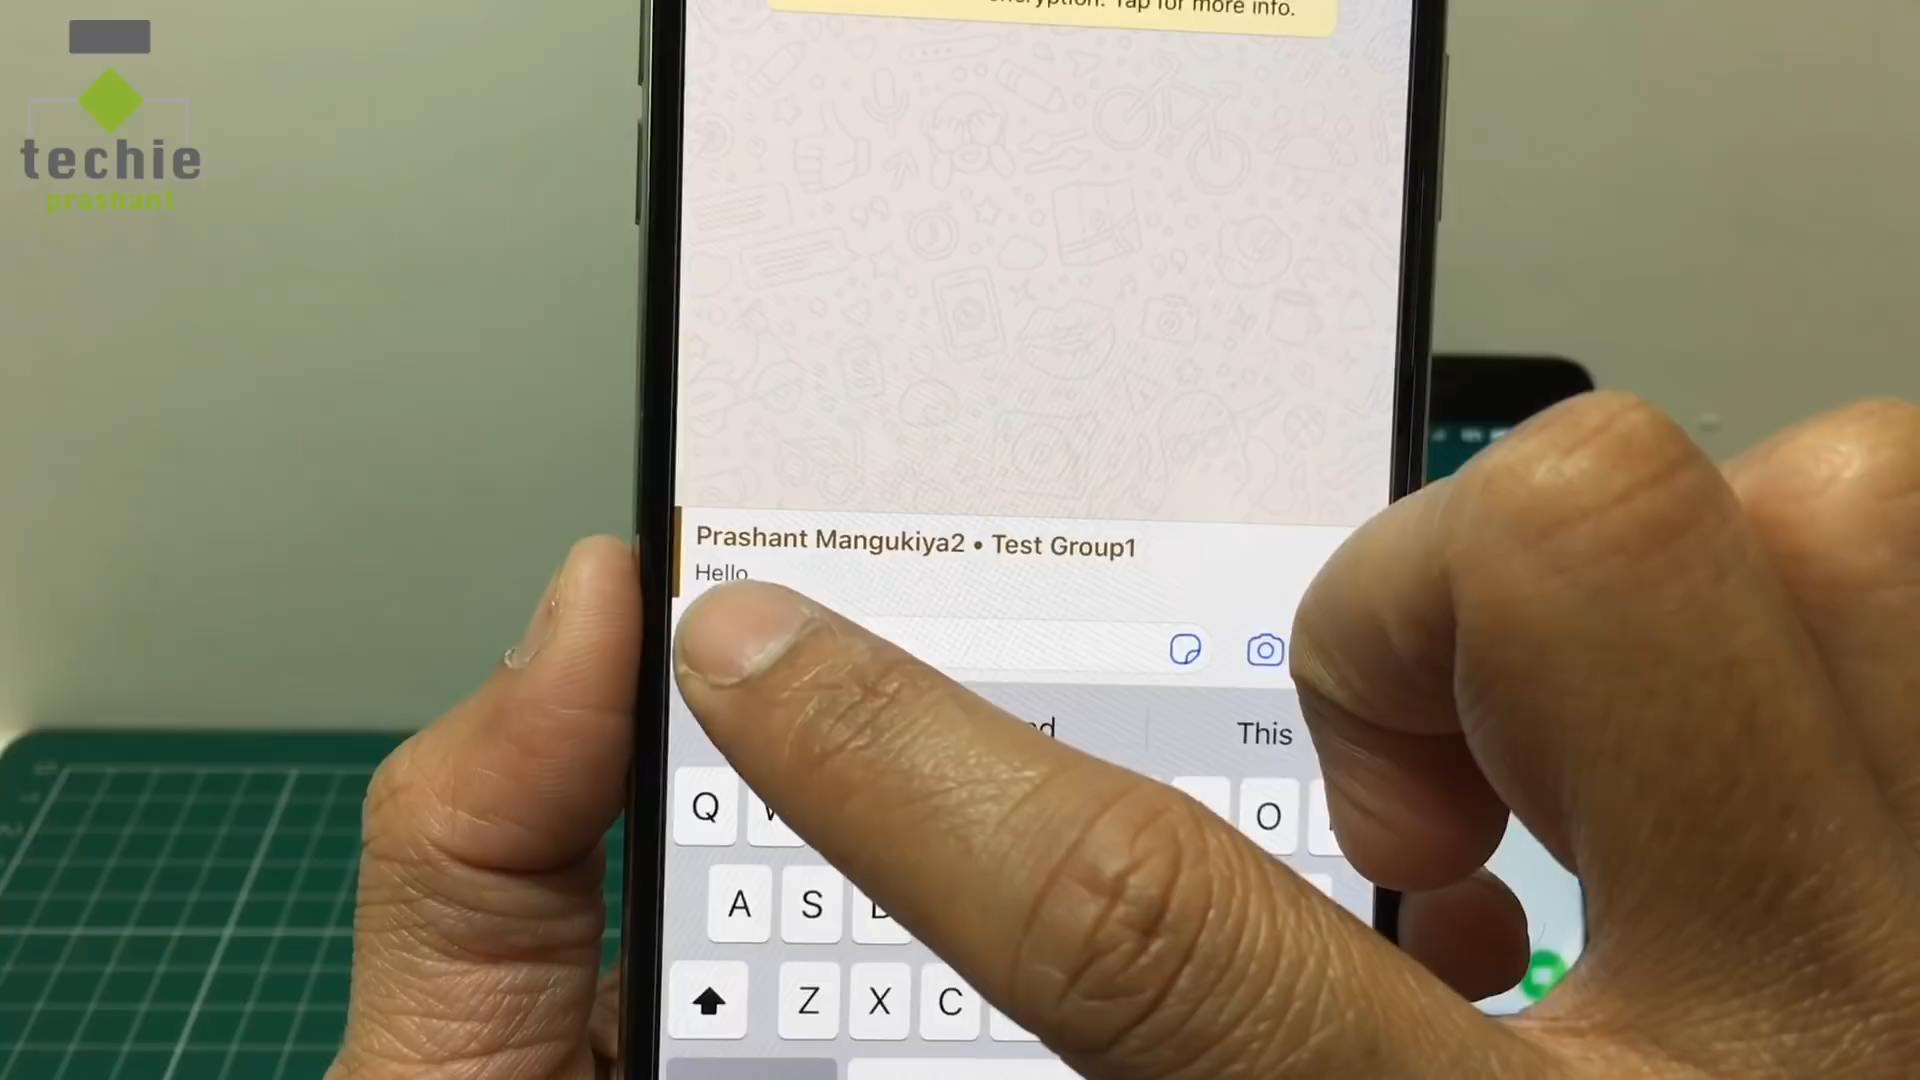 techie
prashant
Tap for more info.
Prashant Mangukiya2 • Test Group1
Hello
This
Q O
A S
Z X C